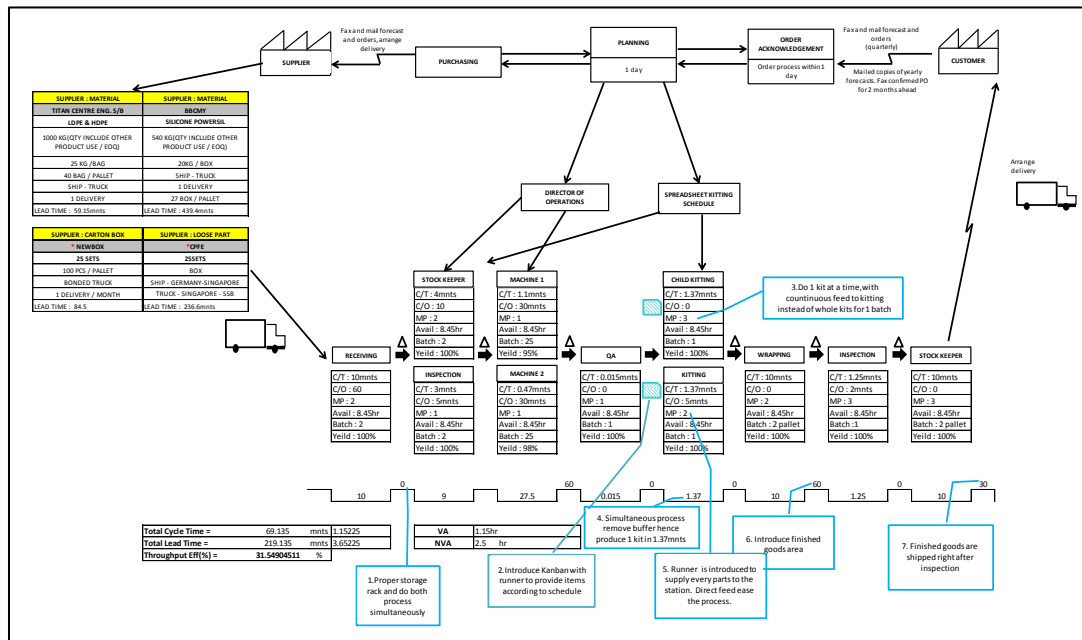 Fax and mail forecast
and orders, arrange
delivery
SUPPLIER
PURCHASING
PLANNING
1 day
ORDER
ACKNOWLEDGEMENT
Order process within 1
day
Fax and mail forecast and
orders
(quarterly)
Mailed copies of yearly
forecasts. Fax confirmed PO
for 2 months ahead
CUSTOMER
SUPPLIER : MATERIAL SUPPLIER : MATERIAL
TITAN CENTRE ENG. S/B BBCMY
LDPE & HDPE SILICONE POWERSIL
1000 KG(QTY INCLUDE OTHER 540 KG(QTY INCLUDE OTHER
PRODUCT USE / EOQ) PRODUCT USE / EOQ)
25 KG /BAG 20KG / BOX
40 BAG / PALLET SHIP - TRUCK
SHIP - TRUCK 1 DELIVERY
1 DELIVERY 27 BOX / PALLET
LEAD TIME : 59.15mnts LEAD TIME : 439.4mnts
SUPPLIER : CARTON BOX SUPPLIER : LOOSE PART
* NEWBOX *CPFE
25 SETS 25SETS
100 PCS / PALLET BOX
BONDED TRUCK SHIP - GERMANY-SINGAPORE
1 DELIVERY / MONTH TRUCK - SINGAPORE - SSB
LEAD TIME : 84.5 LEAD TIME : 236.6mnts
DIRECTOR OF
OPERATIONS
SPREADSHEET KITTING
SCHEDULE
Arrange
delivery
STOCK KEEPER
C/T : 4mnts
C/O : 10
MP : 2
Avail : 8.45hr
Batch : 2
Yeild : 100%
MACHINE 1
C/T : 1.1mnts
C/O : 30mnts
MP : 1
Avail : 8.45hr
Batch : 25
Yeild : 95%
CHILD KITTING
C/T : 1.37mnts
C/O : 0
MP : 3
Avail : 8.45hr
Batch : 1
Yeild : 100%
3.Do 1 kit at a time,with
countinuous feed to kitting
instead of whole kits for 1 batch
RECEIVING
C/T : 10mnts
C/O : 60
MP : 2
Avail : 8.45hr
Batch : 2
Yeild : 100%
INSPECTION
C/T : 3mnts
C/O : 5mnts
MP : 1
Avail : 8.45hr
Batch : 2
Yeild : 100%
MACHINE 2
C/T : 0.47mnts
C/O : 30mnts
MP : 1
Avail : 8.45hr
Batch : 25
Yeild : 98%
QA
C/T : 0.015mnts
C/O : 0
MP : 1
Avail : 8.45hr
Batch : 1
Yeild : 100%
KITTING
C/T : 1.37mnts
C/O : 5mnts
MP : 2
Avail : 8.45hr
Batch : 1
Yeild : 100%
WRAPPING
C/T : 10mnts
C/O : 0
MP : 2
Avail : 8.45hr
Batch : 2 pallet
Yeild : 100%
INSPECTION
C/T : 1.25mnts
C/O : 2mnts
MP : 3
Avail : 8.45hr
Batch :1
Yeild : 100%
STOCK KEEPER
C/T : 10mnts
C/O : 0
MP : 3
Avail : 8.45hr
Batch : 2 pallet
Yeild : 100%
0 60 0 0 60 0 30
10 9 27.5 0.015 1.37 10 1.25 10
Total Cycle Time = 69.135 mnts 1.15225
Total Lead Time = 219.135 mnts 3.65225
Throughput Eff(%) = 31.54904511 %
VA 1.15hr
NVA 2.5 hr
1.Proper storage
rack and do both
process
simultaneously
2.Introduce Kanban with
runner to provide items
according to schedule
4. Simultaneous process
remove buffer hence
produce 1 kit in 1.37mnts
5. Runner is introduced to
supply every parts to the
station. Direct feed ease
the process.
6. Introduce finished
goods area
7. Finished goods are
shipped right after
inspection